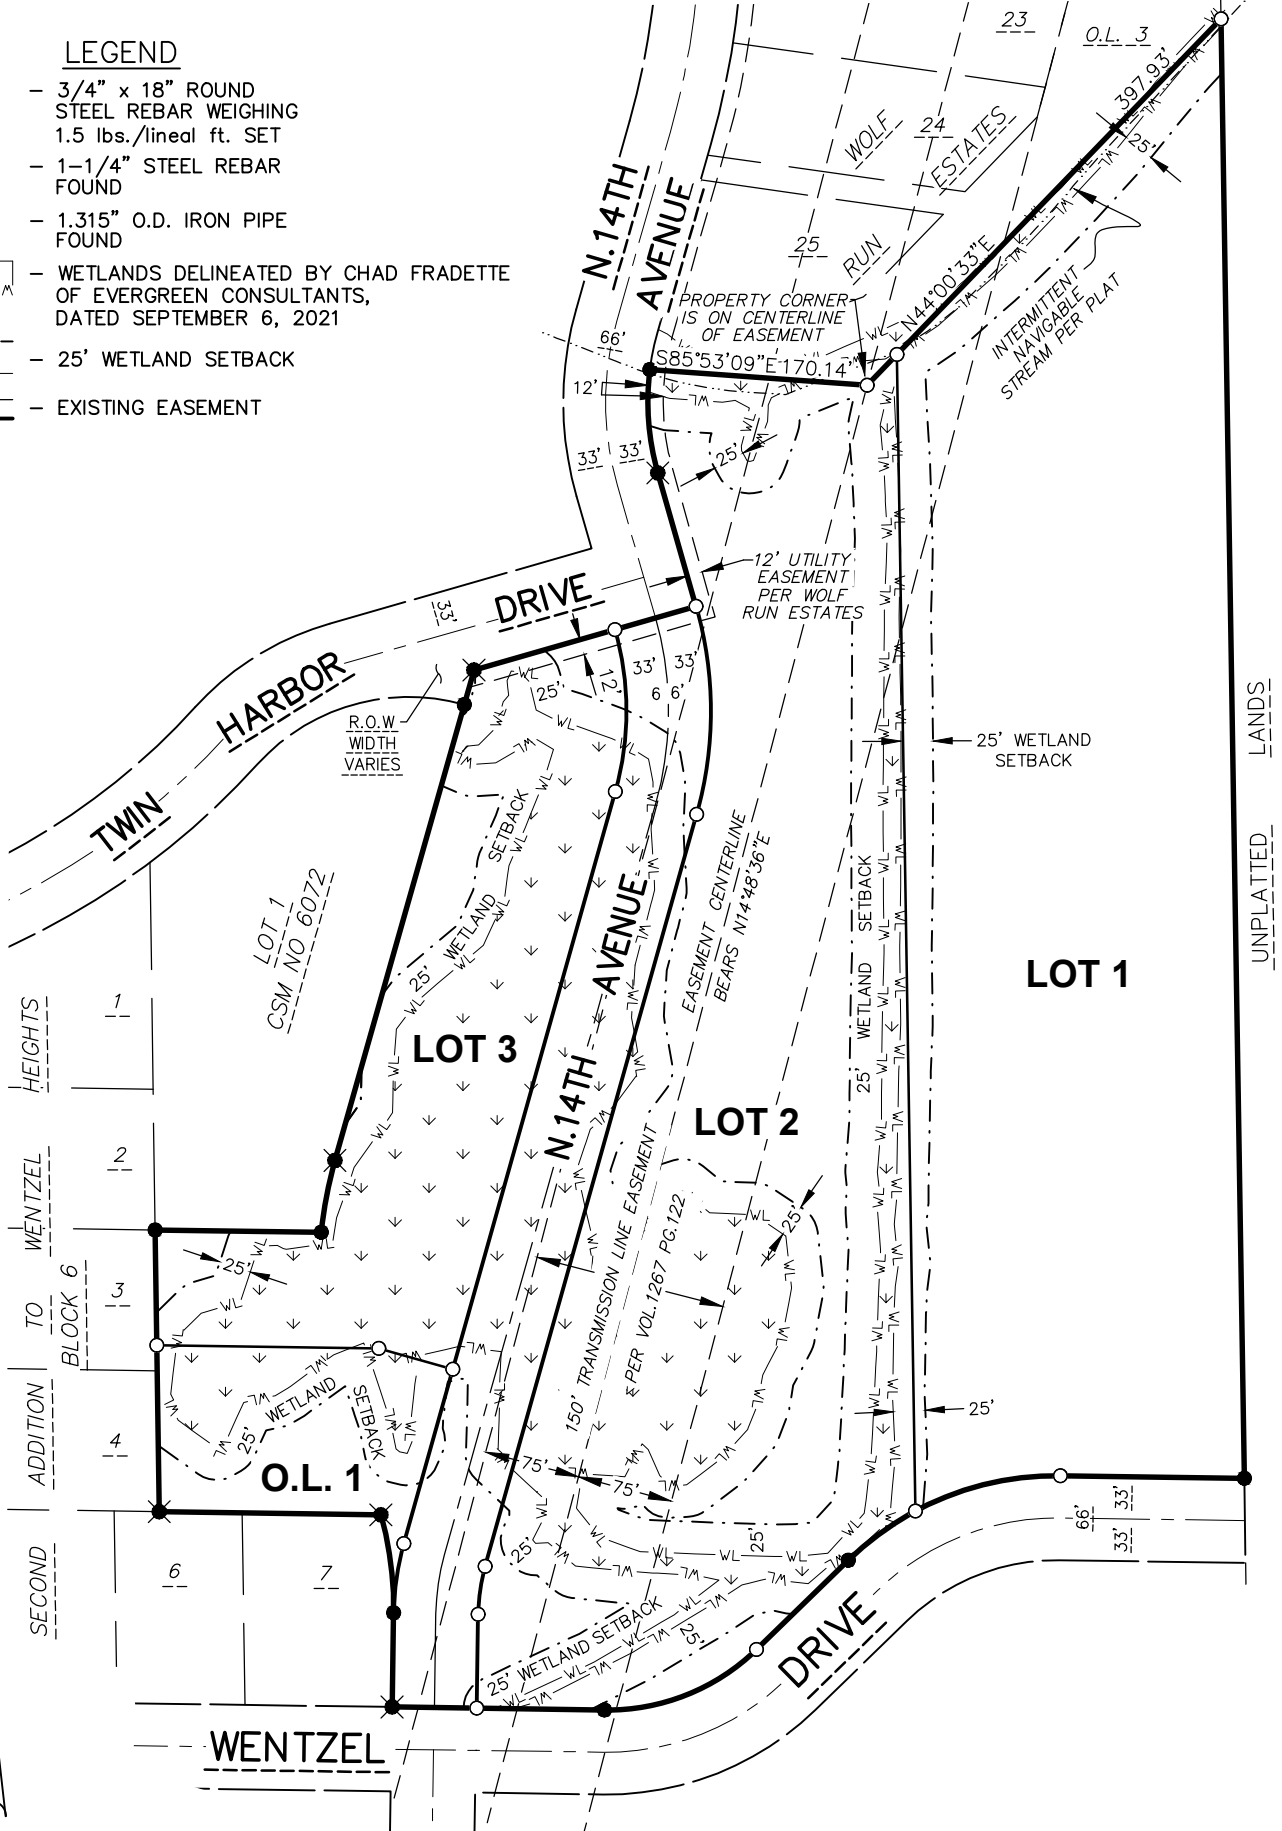 LEGEND
– 3/4" x 18" ROUND
STEEL REBAR WEIGHING
1.5 lbs./lineal ft. SET
– 1-1/4" STEEL REBAR
FOUND
– 1.315" O.D. IRON PIPE
FOUND
– WETLANDS DELINEATED BY CHAD FRADETTE
OF EVERGREEN CONSULTANTS,
DATED SEPTEMBER 6, 2021
– 25' WETLAND SETBACK
– EXISTING EASEMENT
23
O.L. 3
24
25
WOLF
RUN
ESTATES
397.93'
N44°00'33"E
25'
INTERMITTENT
NAVIGABLE
STREAM PER PLAT
N.14TH
AVENUE
PROPERTY CORNER
IS ON CENTERLINE
OF EASEMENT
S85°53'09"E 170.14'
66'
12'
33'
33'
25'
12' UTILITY
EASEMENT
PER WOLF
RUN ESTATES
TWIN
HARBOR
DRIVE
33'
R.O.W
WIDTH
VARIES
25'
12'
33'
33'
66'
25' WETLAND
SETBACK
LANDS
UNPLATTED
LOT 1
CSM NO 6072
25' WETLAND SETBACK
EASEMENT CENTERLINE
BEARS N14°48'36"E
25' WETLAND SETBACK
LOT 1
LOT 2
LOT 3
N.14TH
AVENUE
150' TRANSMISSION LINE EASEMENT
PER VOL.1267 PG.122
25'
75'
75'
25'
1
2
3
4
6
7
SECOND ADDITION TO WENTZEL HEIGHTS
BLOCK 6
25'
25' WETLAND SETBACK
O.L. 1
25'
25'
25'
25' WETLAND SETBACK
25'
66'
33'
33'
WENTZEL
DRIVE
WL